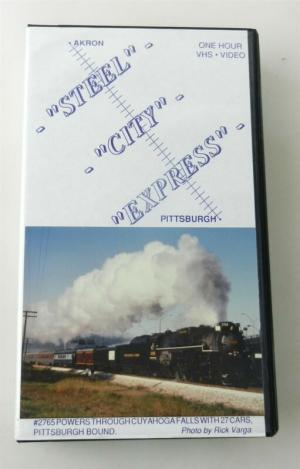 • AKRON
ONE HOUR
VHS • VIDEO
- "STEEL" -
- "CITY" -
- "EXPRESS" -
PITTSBURGH •
#2765 POWERS THROUGH CUYAHOGA FALLS WITH 27 CARS,
PITTSBURGH BOUND. Photo by Rick Varga